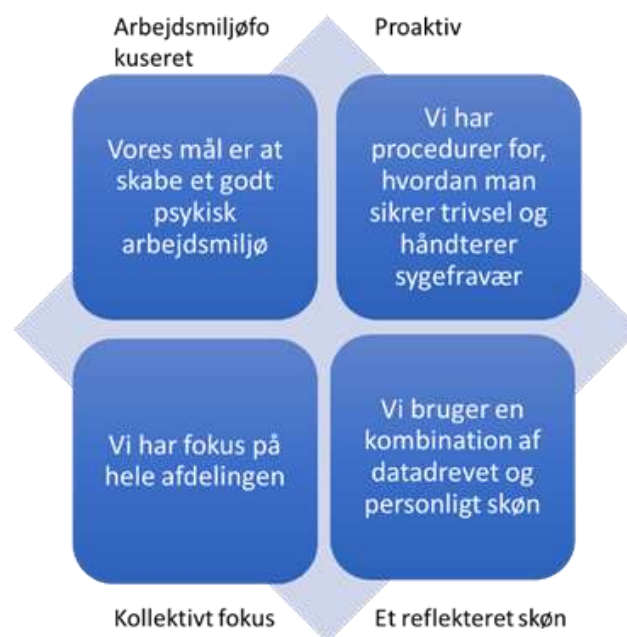 Arbejdsmiljøfo
kuseret
Proaktiv
Vores mål er at
skabe et godt
psykisk
arbejdsmiljø
Vi har
procedurer for,
hvordan man
sikrer trivsel og
håndterer
sygefravær
Vi har fokus på
hele afdelingen
Vi bruger en
kombination af
datadrevet og
personligt skøn
Kollektivt fokus
Et reflekteret skøn